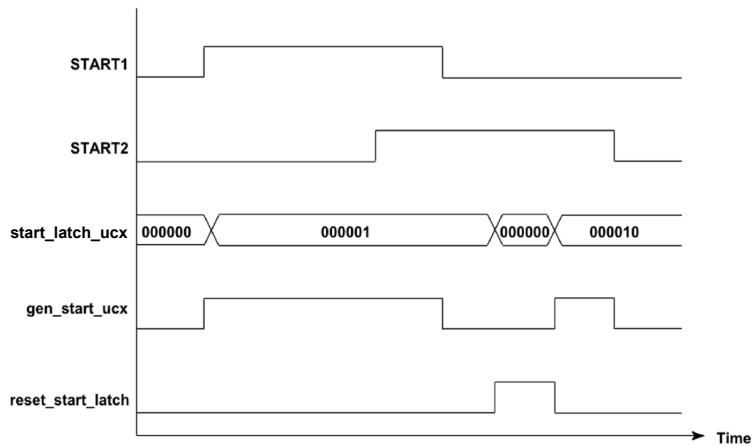 START1
START2
start_latch_ucx
000000
000001
000000
000010
gen_start_ucx
reset_start_latch
Time